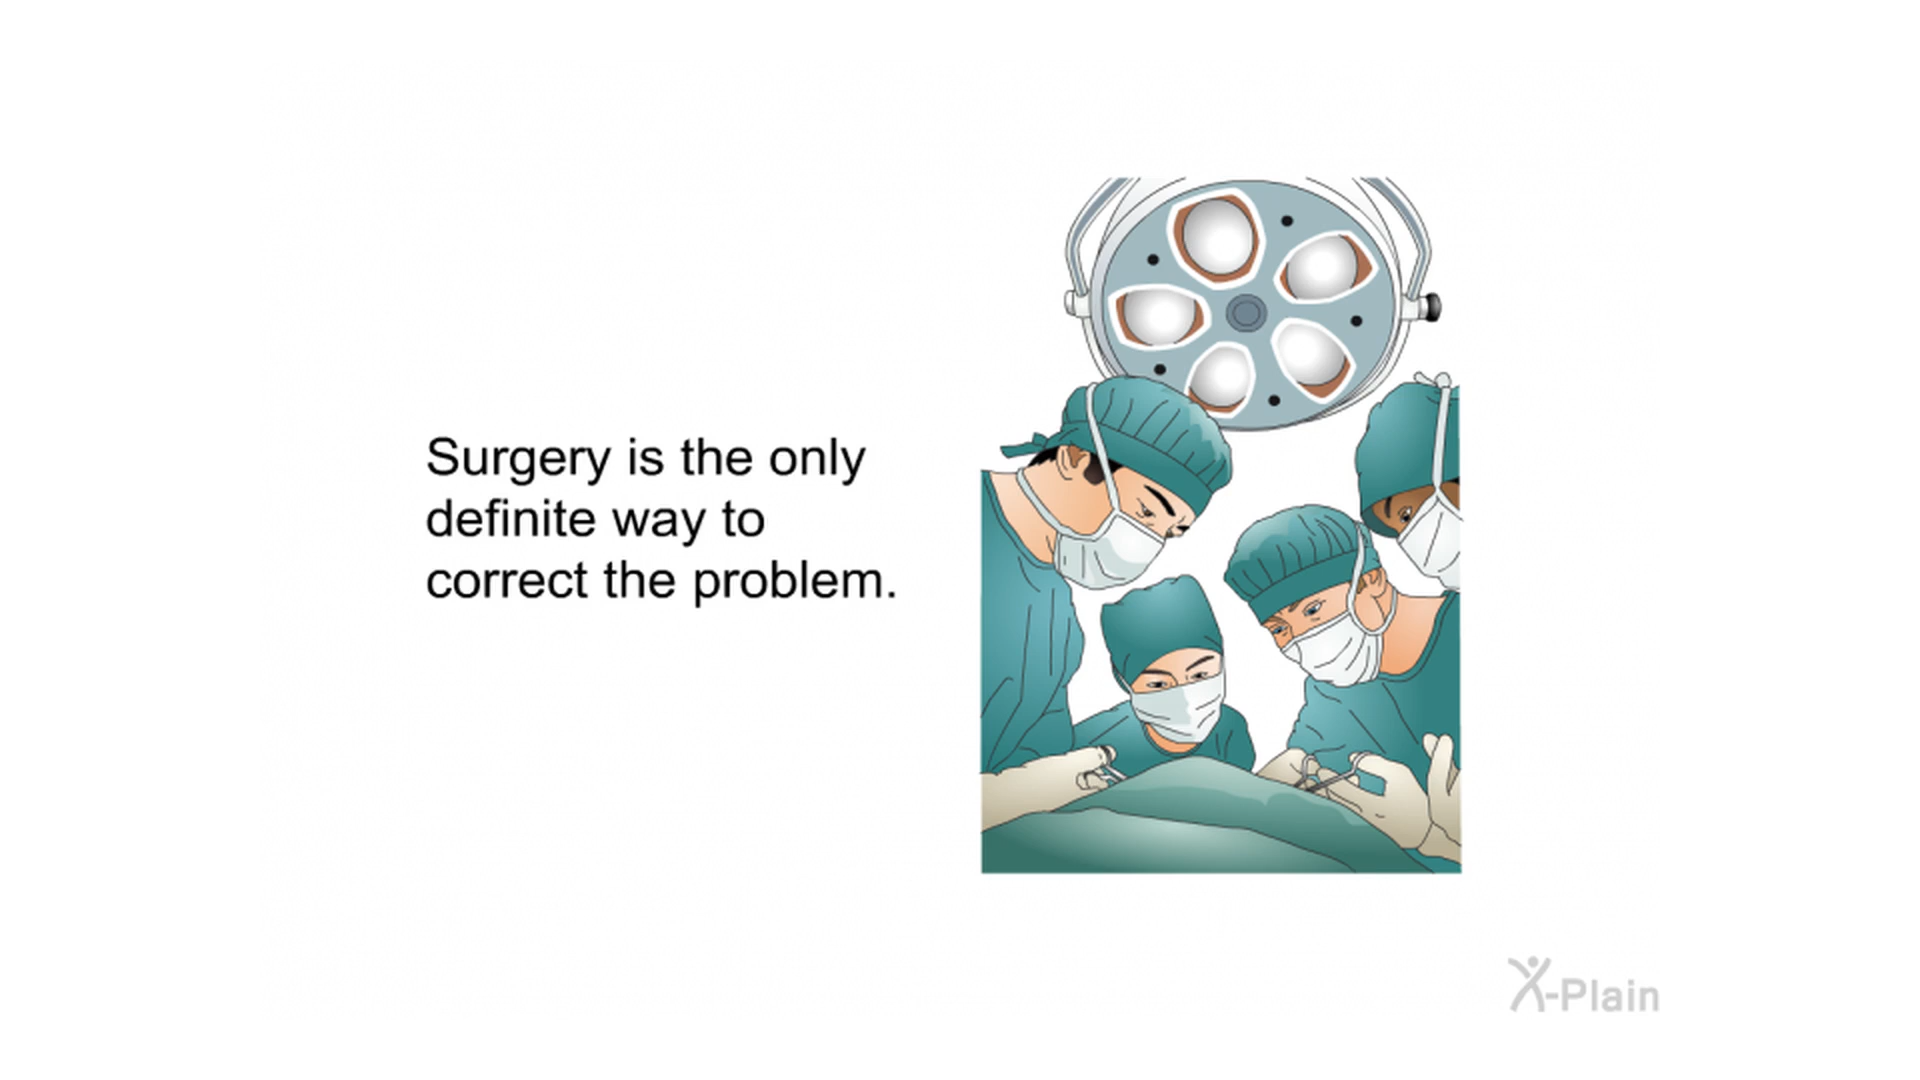 Surgery is the only
definite way to
correct the problem.
X-Plain